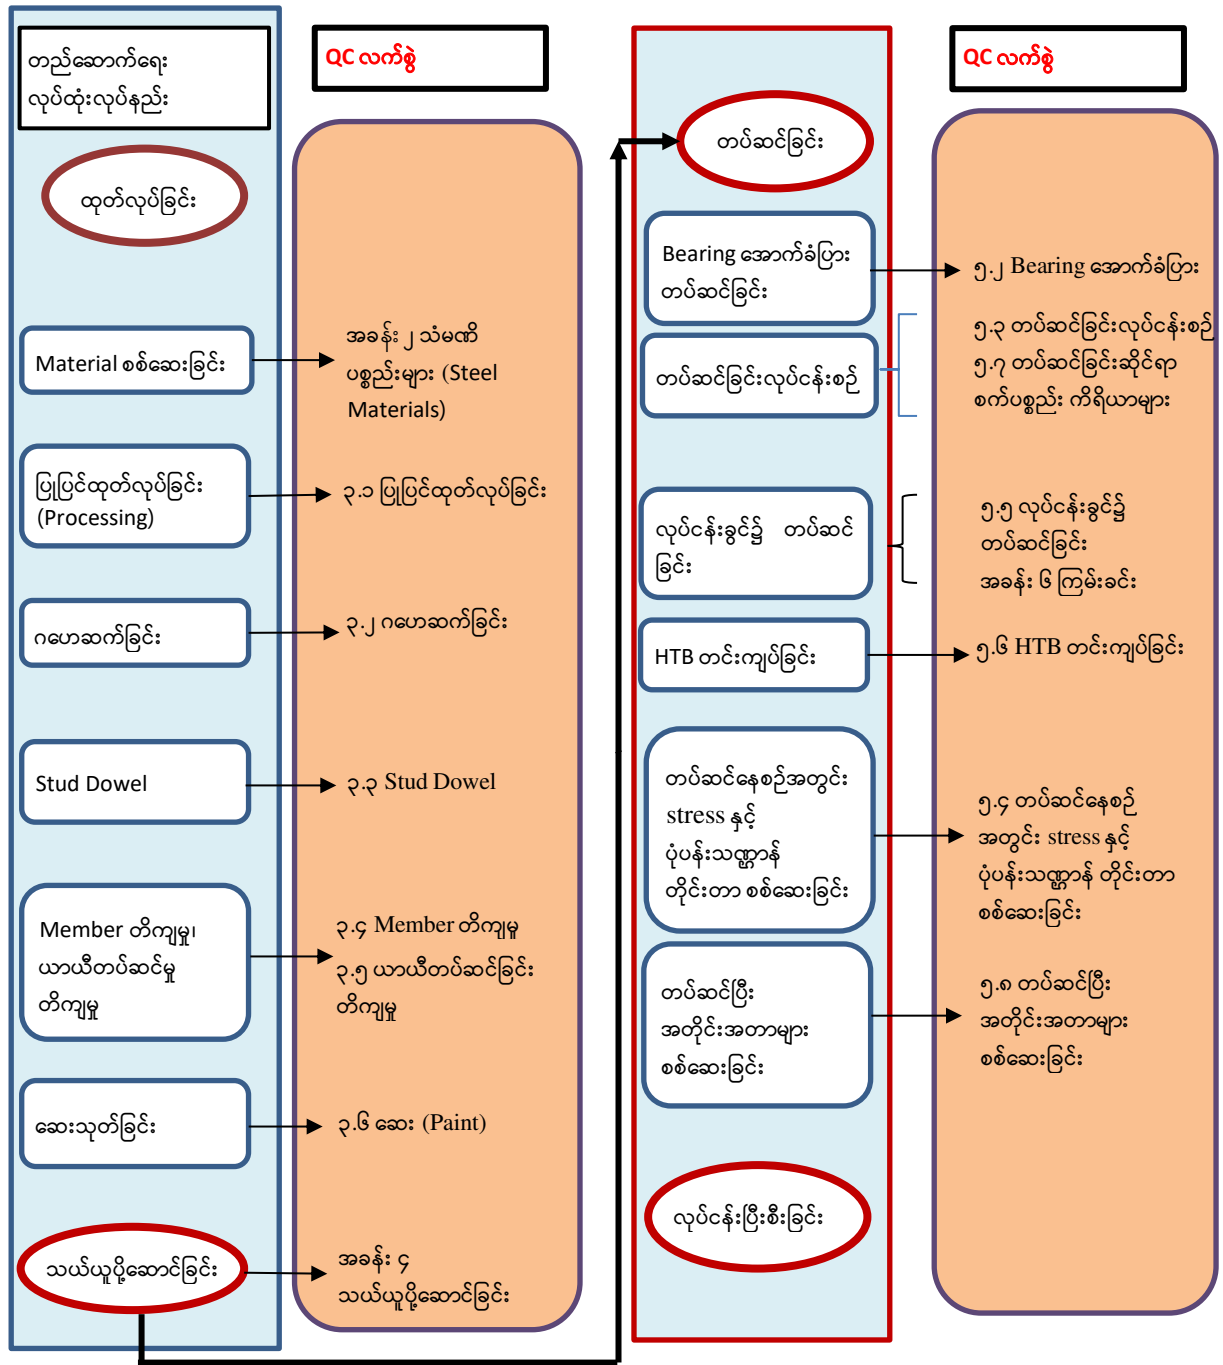 တည်ဆောက်ရေး
လုပ်ထုံးလုပ်နည်း
ထုတ်လုပ်ခြင်း
Material စစ်ဆေးခြင်း
ပြုပြင်ထုတ်လုပ်ခြင်း
(Processing)
ဂဟေဆက်ခြင်း
Stud Dowel
Member တိကျမှု၊
ယာယီတပ်ဆင်မှု
တိကျမှု
ဆေးသုတ်ခြင်း
သယ်ယူပို့ဆောင်ခြင်း
QC လက်စွဲ
အခန်း ၂ သံမဏိ
ပစ္စည်းများ (Steel
Materials)
၃.၁ ပြုပြင်ထုတ်လုပ်ခြင်း
၃.၂ ဂဟေဆက်ခြင်း
၃.၃ Stud Dowel
၃.၄ Member တိကျမှု
၃.၅ ယာယီတပ်ဆင်ခြင်း
တိကျမှု
၃.၆ ဆေး (Paint)
အခန်း ၄
သယ်ယူပို့ဆောင်ခြင်း
တပ်ဆင်ခြင်း
Bearing အောက်ခံပြား
တပ်ဆင်ခြင်း
တပ်ဆင်ခြင်းလုပ်ငန်းစဉ်
လုပ်ငန်းခွင်၌ တပ်ဆင်
ခြင်း
HTB တင်းကျပ်ခြင်း
တပ်ဆင်နေစဉ်အတွင်း
stress နှင့်
ပုံပန်းသဏ္ဌာန်
တိုင်းတာ စစ်ဆေးခြင်း
တပ်ဆင်ပြီး
အတိုင်းအတာများ
စစ်ဆေးခြင်း
လုပ်ငန်းပြီးစီးခြင်း
QC လက်စွဲ
၅.၂ Bearing အောက်ခံပြား
၅.၃ တပ်ဆင်ခြင်းလုပ်ငန်းစဉ်
၅.၇ တပ်ဆင်ခြင်းဆိုင်ရာ
စက်ပစ္စည်း ကိရိယာများ
၅.၅ လုပ်ငန်းခွင်၌
တပ်ဆင်ခြင်း
အခန်း ၆ ကြမ်းခင်း
၅.၆ HTB တင်းကျပ်ခြင်း
၅.၄ တပ်ဆင်နေစဉ်
အတွင်း stress နှင့်
ပုံပန်းသဏ္ဌာန် တိုင်းတာ
စစ်ဆေးခြင်း
၅.၈ တပ်ဆင်ပြီး
အတိုင်းအတာများ
စစ်ဆေးခြင်း